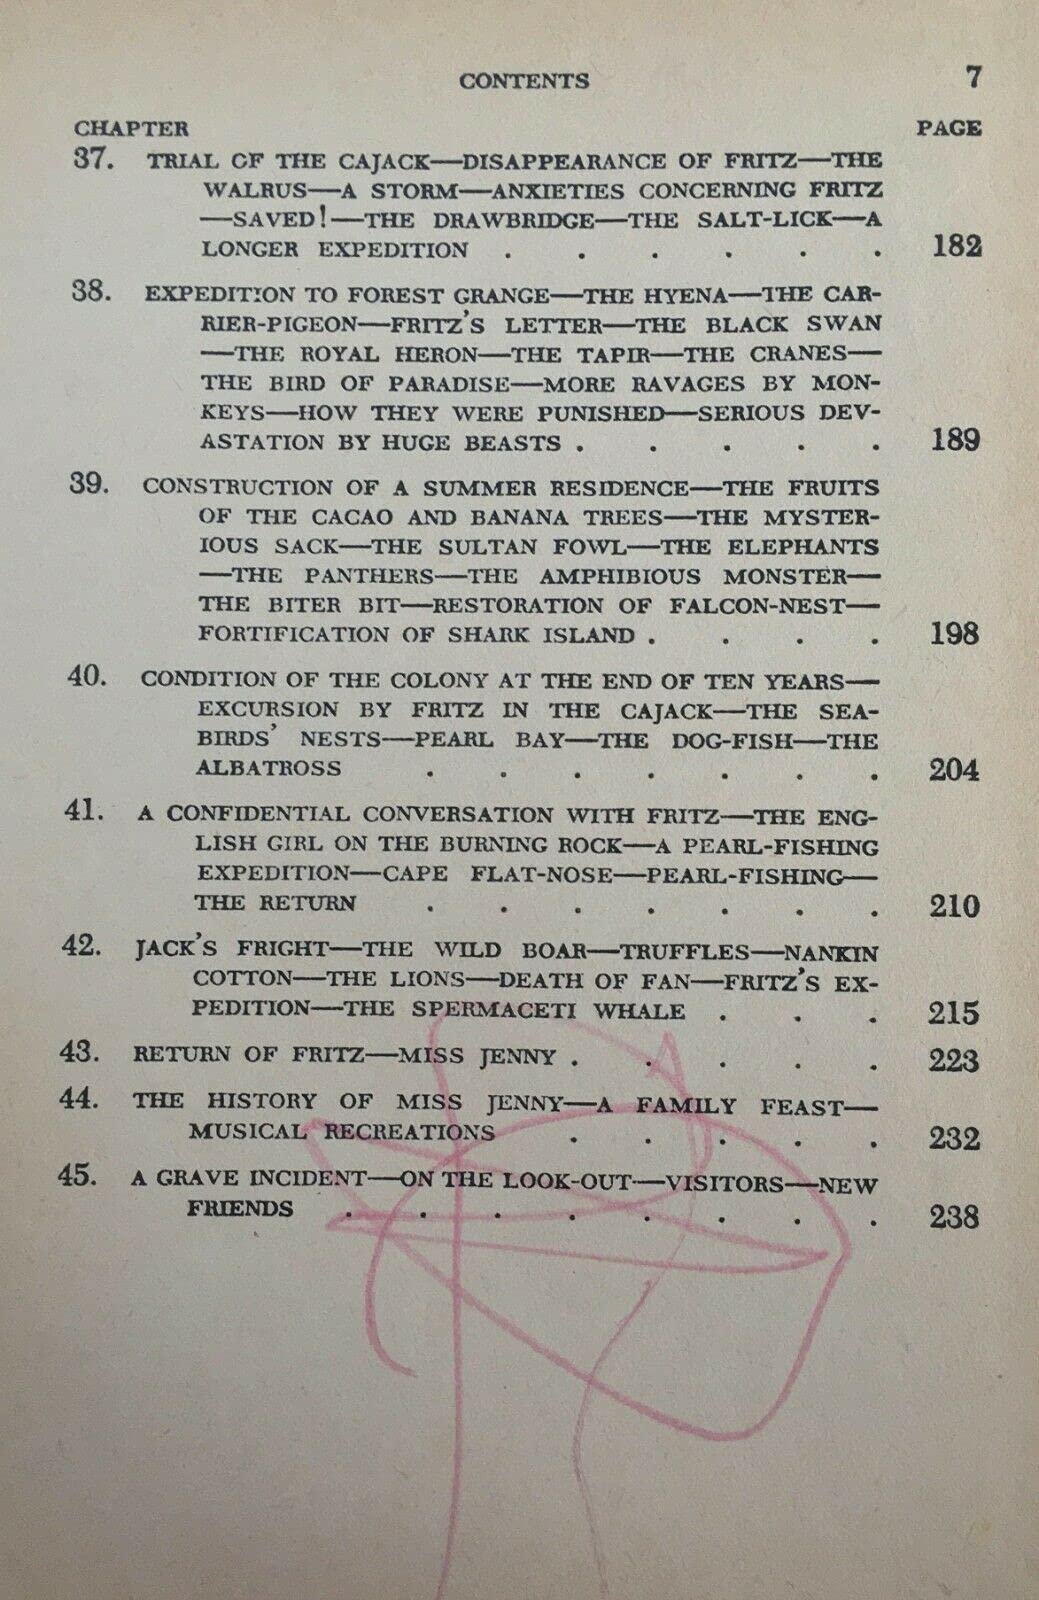 CONTENTS 7
CHAPTER PAGE
37. TRIAL OF THE CAJACK—DISAPPEARANCE OF FRITZ—THE
WALRUS—A STORM—ANXIETIES CONCERNING FRITZ
—SAVED!—THE DRAWBRIDGE—THE SALT-LICK—A
LONGER EXPEDITION . . . . . . 182
38. EXPEDITION TO FOREST GRANGE—THE HYENA—THE CAR-
RIER-PIGEON—FRITZ'S LETTER—THE BLACK SWAN
—THE ROYAL HERON—THE TAPIR—THE CRANES—
THE BIRD OF PARADISE—MORE RAVAGES BY MON-
KEYS—HOW THEY WERE PUNISHED—SERIOUS DEV-
ASTATION BY HUGE BEASTS . . . . . 189
39. CONSTRUCTION OF A SUMMER RESIDENCE—THE FRUITS
OF THE CACAO AND BANANA TREES—THE MYSTER-
IOUS SACK—THE SULTAN FOWL—THE ELEPHANTS
—THE PANTHERS—THE AMPHIBIOUS MONSTER—
THE BITER BIT—RESTORATION OF FALCON-NEST—
FORTIFICATION OF SHARK ISLAND . . . . 198
40. CONDITION OF THE COLONY AT THE END OF TEN YEARS—
EXCURSION BY FRITZ IN THE CAJACK—THE SEA-
BIRDS' NESTS—PEARL BAY—THE DOG-FISH—THE
ALBATROSS . . . . . . . 204
41. A CONFIDENTIAL CONVERSATION WITH FRITZ—THE ENG-
LISH GIRL ON THE BURNING ROCK—A PEARL-FISHING
EXPEDITION—CAPE FLAT-NOSE—PEARL-FISHING—
THE RETURN . . . . . . . 210
42. JACK'S FRIGHT—THE WILD BOAR—TRUFFLES—NANKIN
COTTON—THE LIONS—DEATH OF FAN—FRITZ'S EX-
PEDITION—THE SPERMACETI WHALE . . . 215
43. RETURN OF FRITZ—MISS JENNY . . . . . 223
44. THE HISTORY OF MISS JENNY—A FAMILY FEAST—
MUSICAL RECREATIONS . . . . . 232
45. A GRAVE INCIDENT—ON THE LOOK-OUT—VISITORS—NEW
FRIENDS . . . . . . . . 238